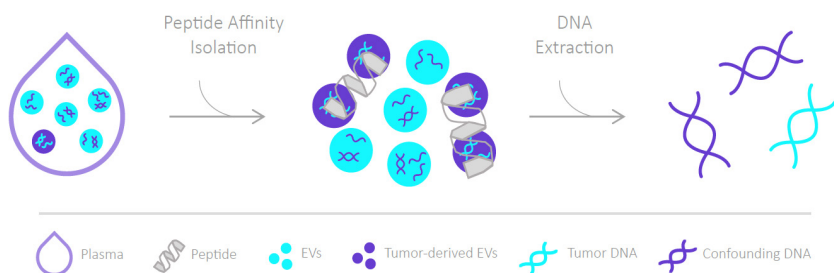 Peptide Affinity
Isolation
DNA
Extraction
Plasma
Peptide
EVs
Tumor-derived EVs
Tumor DNA
Confounding DNA